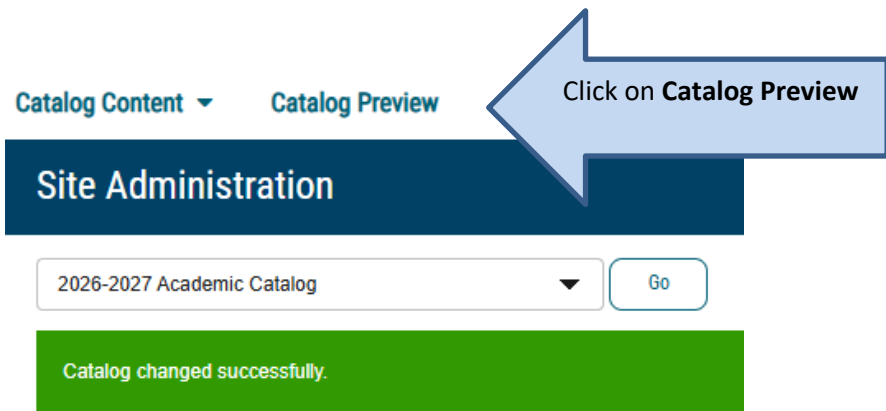 Click on Catalog Preview
Catalog Content Catalog Preview
Site Administration
2026-2027 Academic Catalog Go
Catalog changed successfully.